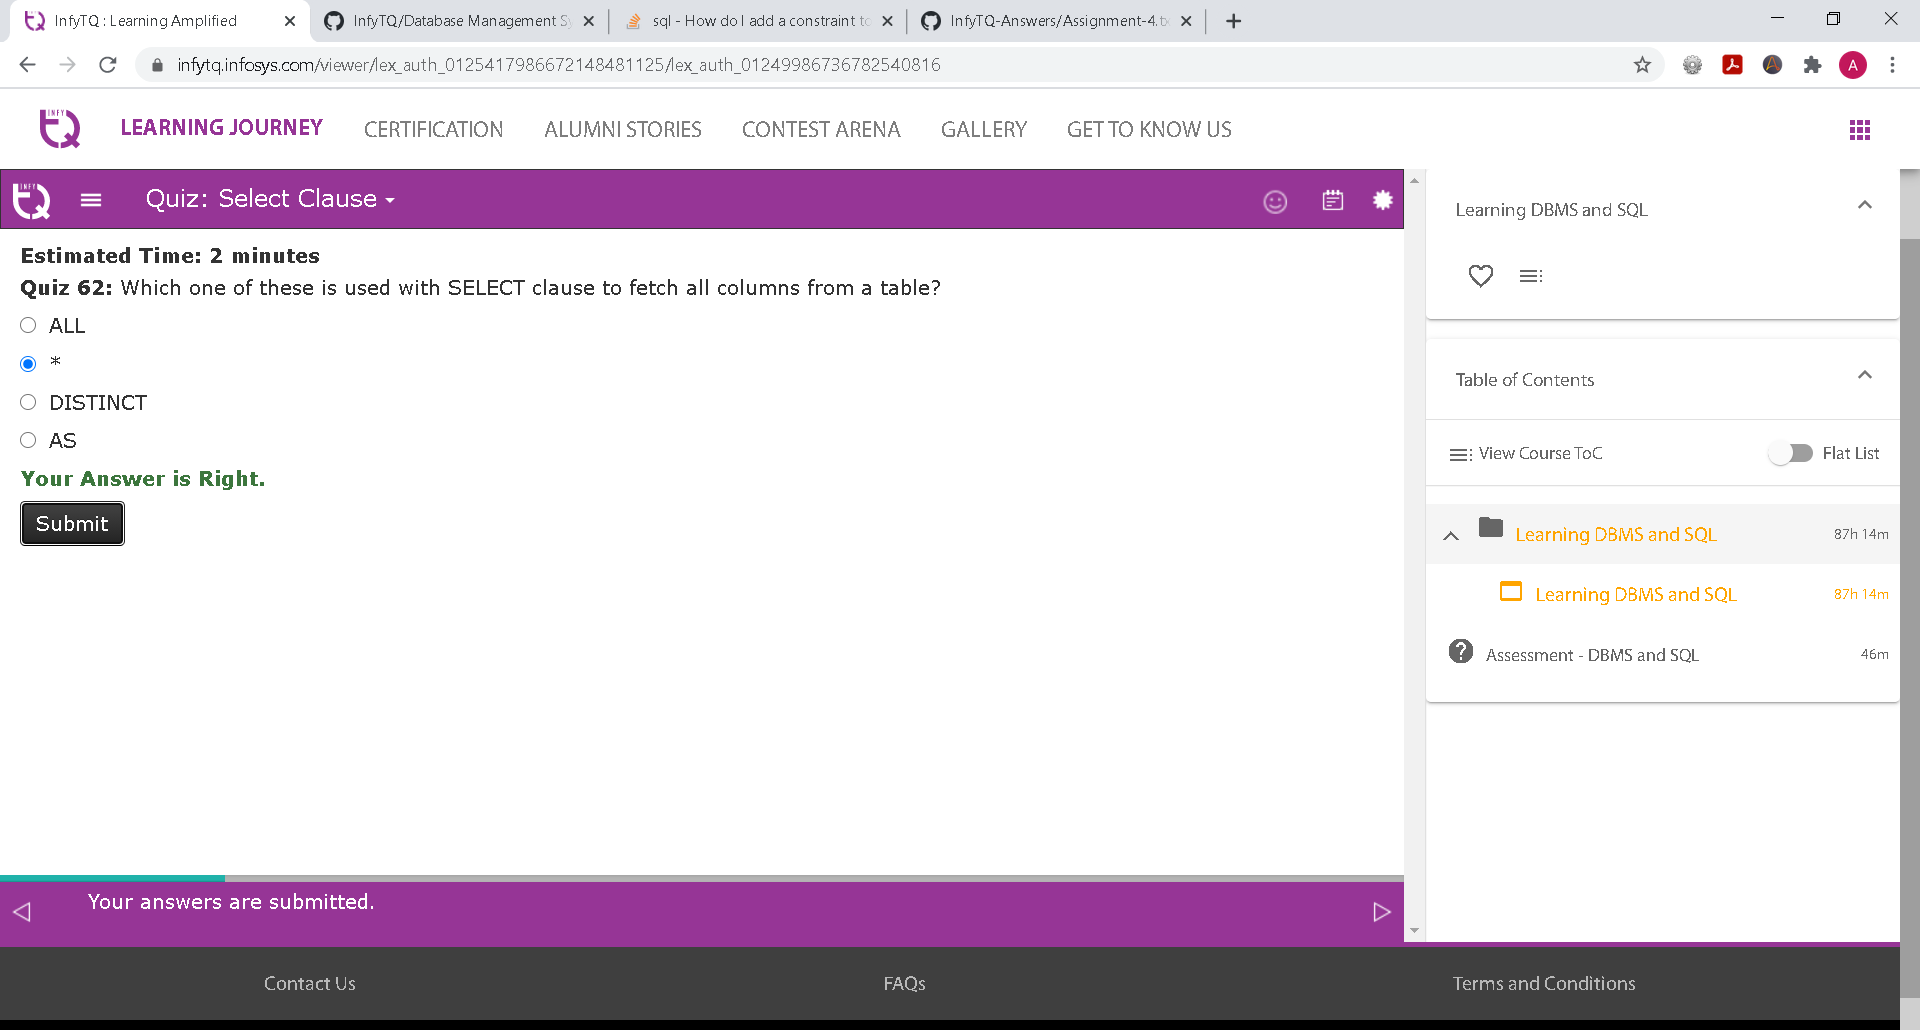 InfyTQ : Learning Amplified
InfyTQ/Database Management Sy
sql - How do I add a constraint to
InfyTQ-Answers/Assignment-4.tx
infytq.infosys.com/viewer/lex_auth_0125417986672148481125/lex_auth_01249986736782540816
A
LEARNING JOURNEY
CERTIFICATION
ALUMNI STORIES
CONTEST ARENA
GALLERY
GET TO KNOW US
Quiz: Select Clause
Estimated Time: 2 minutes
Quiz 62: Which one of these is used with SELECT clause to fetch all columns from a table?
ALL
*
DISTINCT
AS
Your Answer is Right.
Submit
Your answers are submitted.
Learning DBMS and SQL
Table of Contents
View Course ToC
Flat List
Learning DBMS and SQL 87h 14m
Learning DBMS and SQL 87h 14m
Assessment - DBMS and SQL 46m
Contact Us
FAQs
Terms and Conditions